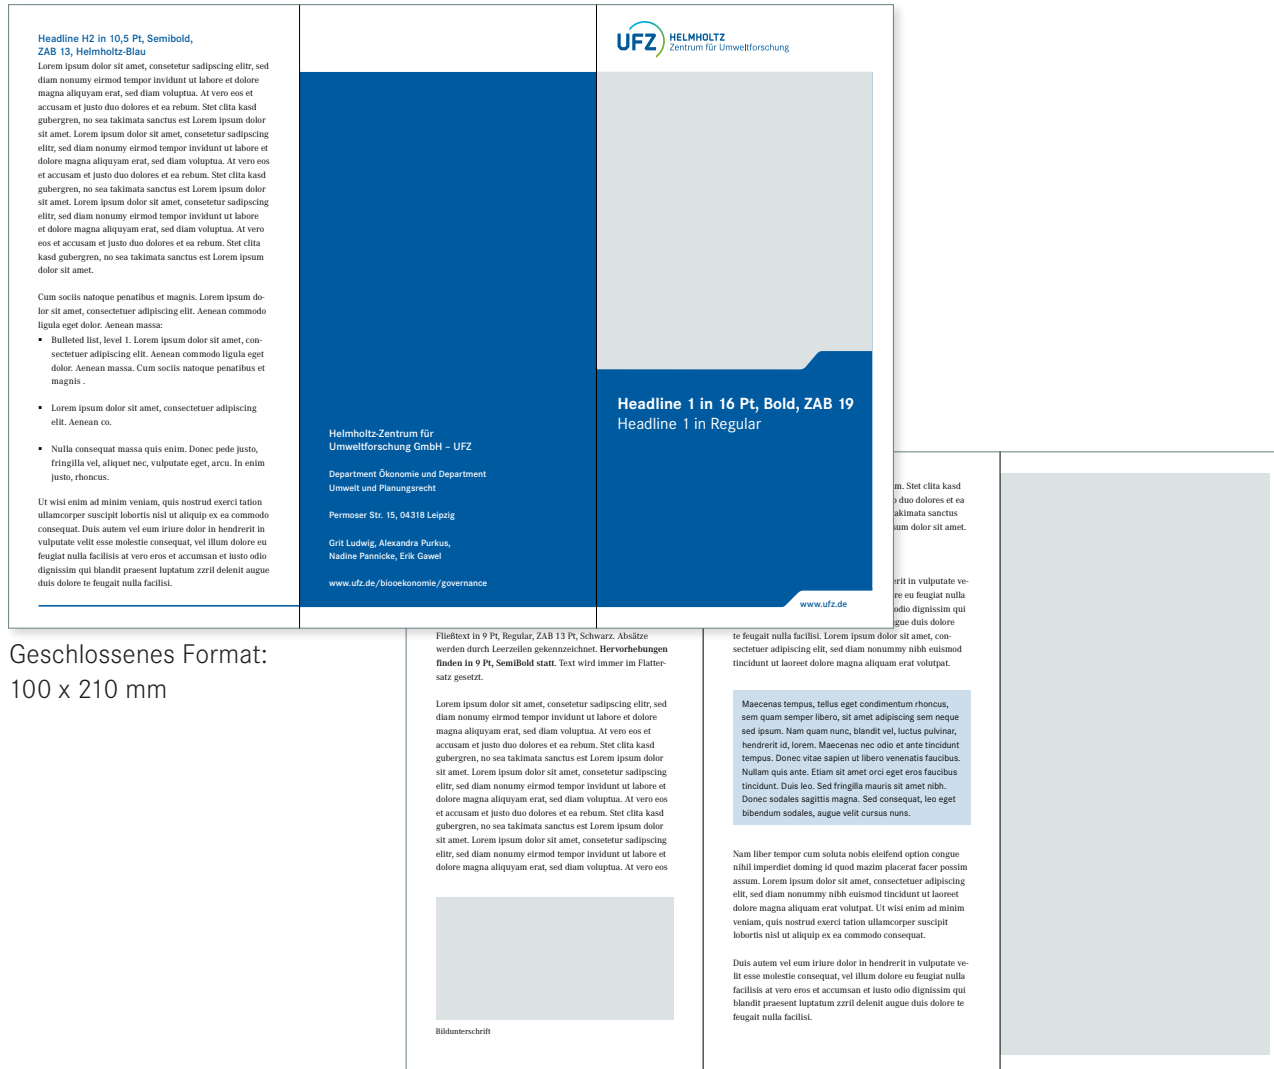 Headline H2 in 10,5 Pt, Semibold,
ZAB 13, Helmholtz-Blau
Lorem ipsum dolor sit amet, consetetur sadipscing elitr, sed
diam nonumy eirmod tempor invidunt ut labore et dolore
magna aliquyam erat, sed diam voluptua. At vero eos et
accusam et justo duo dolores et ea rebum. Stet clita kasd
gubergren, no sea takimata sanctus est Lorem ipsum dolor
sit amet. Lorem ipsum dolor sit amet, consetetur sadipscing
elitr, sed diam nonumy eirmod tempor invidunt ut labore et
dolore magna aliquyam erat, sed diam voluptua. At vero eos
et accusam et justo duo dolores et ea rebum. Stet clita kasd
gubergren, no sea takimata sanctus est Lorem ipsum dolor
sit amet. Lorem ipsum dolor sit amet, consetetur sadipscing
elitr, sed diam nonumy eirmod tempor invidunt ut labore
et dolore magna aliquyam erat, sed diam voluptua. At vero
eos et accusam et justo duo dolores et ea rebum. Stet clita
kasd gubergren, no sea takimata sanctus est Lorem ipsum
dolor sit amet.
Cum sociis natoque penatibus et magnis. Lorem ipsum do-
lor sit amet, consectetuer adipiscing elit. Aenean commodo
ligula eget dolor. Aenean massa:
▪ Bulleted list, level 1. Lorem ipsum dolor sit amet, con-
sectetuer adipiscing elit. Aenean commodo ligula eget
dolor. Aenean massa. Cum sociis natoque penatibus et
magnis .
▪ Lorem ipsum dolor sit amet, consectetuer adipiscing
elit. Aenean co.
▪ Nulla consequat massa quis enim. Donec pede justo,
fringilla vel, aliquet nec, vulputate eget, arcu. In enim
justo, rhoncus.
Ut wisi enim ad minim veniam, quis nostrud exerci tation
ullamcorper suscipit lobortis nisl ut aliquip ex ea commodo
consequat. Duis autem vel eum iriure dolor in hendrerit in
vulputate velit esse molestie consequat, vel illum dolore eu
feugiat nulla facilisis at vero eros et accumsan et iusto odio
dignissim qui blandit praesent luptatum zzril delenit augue
duis dolore te feugait nulla facilisi.
Helmholtz-Zentrum für
Umweltforschung GmbH – UFZ
Department Ökonomie und Department
Umwelt und Planungsrecht
Permoser Str. 15, 04318 Leipzig
Grit Ludwig, Alexandra Purkus,
Nadine Pannicke, Erik Gawel
www.ufz.de/biooekonomie/governance
UFZ HELMHOLTZ
Zentrum für Umweltforschung
Headline 1 in 16 Pt, Bold, ZAB 19
Headline 1 in Regular
www.ufz.de
Geschlossenes Format:
100 x 210 mm
Fließtext in 9 Pt, Regular, ZAB 13 Pt, Schwarz. Absätze
werden durch Leerzeilen gekennzeichnet. Hervorhebungen
finden in 9 Pt, SemiBold statt. Text wird immer im Flatter-
satz gesetzt.
Lorem ipsum dolor sit amet, consetetur sadipscing elitr, sed
diam nonumy eirmod tempor invidunt ut labore et dolore
magna aliquyam erat, sed diam voluptua. At vero eos et
accusam et justo duo dolores et ea rebum. Stet clita kasd
gubergren, no sea takimata sanctus est Lorem ipsum dolor
sit amet. Lorem ipsum dolor sit amet, consetetur sadipscing
elitr, sed diam nonumy eirmod tempor invidunt ut labore et
dolore magna aliquyam erat, sed diam voluptua. At vero eos
et accusam et justo duo dolores et ea rebum. Stet clita kasd
gubergren, no sea takimata sanctus est Lorem ipsum dolor
sit amet. Lorem ipsum dolor sit amet, consetetur sadipscing
elitr, sed diam nonumy eirmod tempor invidunt ut labore et
dolore magna aliquyam erat, sed diam voluptua. At vero eos
Bildunterschrift
m. Stet clita kasd
duo dolores et ea
takimata sanctus
sum dolor sit amet.
rerit in vulputate ve-
re eu feugiat nulla
odio dignissim qui
gue duis dolore
te feugait nulla facilisi. Lorem ipsum dolor sit amet, con-
sectetuer adipiscing elit, sed diam nonummy nibh euismod
tincidunt ut laoreet dolore magna aliquam erat volutpat.
Maecenas tempus, tellus eget condimentum rhoncus,
sem quam semper libero, sit amet adipiscing sem neque
sed ipsum. Nam quam nunc, blandit vel, luctus pulvinar,
hendrerit id, lorem. Maecenas nec odio et ante tincidunt
tempus. Donec vitae sapien ut libero venenatis faucibus.
Nullam quis ante. Etiam sit amet orci eget eros faucibus
tincidunt. Duis leo. Sed fringilla mauris sit amet nibh.
Donec sodales sagittis magna. Sed consequat, leo eget
bibendum sodales, augue velit cursus nuns.
Nam liber tempor cum soluta nobis eleifend option congue
nihil imperdiet doming id quod mazim placerat facer possim
assum. Lorem ipsum dolor sit amet, consectetuer adipiscing
elit, sed diam nonummy nibh euismod tincidunt ut laoreet
dolore magna aliquam erat volutpat. Ut wisi enim ad minim
veniam, quis nostrud exerci tation ullamcorper suscipit
lobortis nisl ut aliquip ex ea commodo consequat.
Duis autem vel eum iriure dolor in hendrerit in vulputate ve-
lit esse molestie consequat, vel illum dolore eu feugiat nulla
facilisis at vero eros et accumsan et iusto odio dignissim qui
blandit praesent luptatum zzril delenit augue duis dolore te
feugait nulla facilisi.